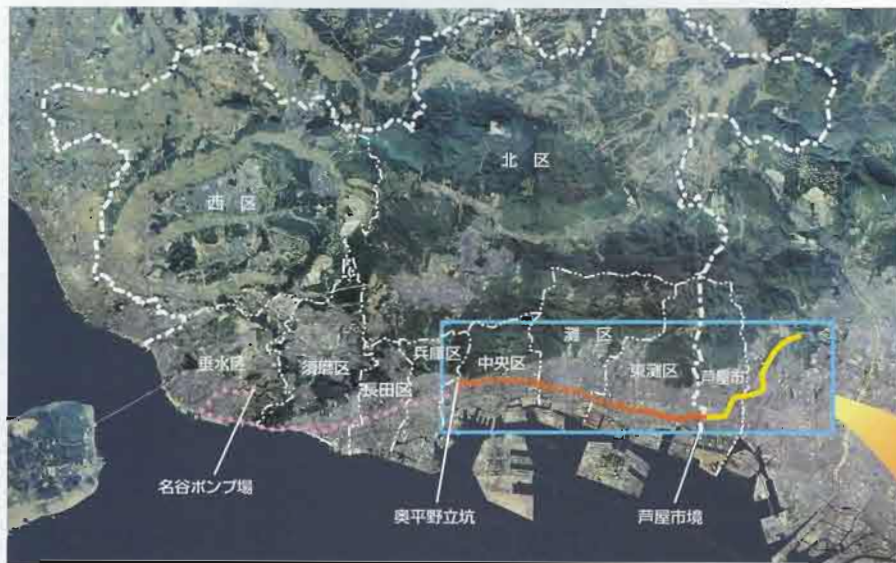 北 区
西 区
灘 区
兵庫区
中央区
垂水区
須磨区
東灘区
芦屋市
長田区
名谷ポンプ場
奥平野立坑
芦屋市境